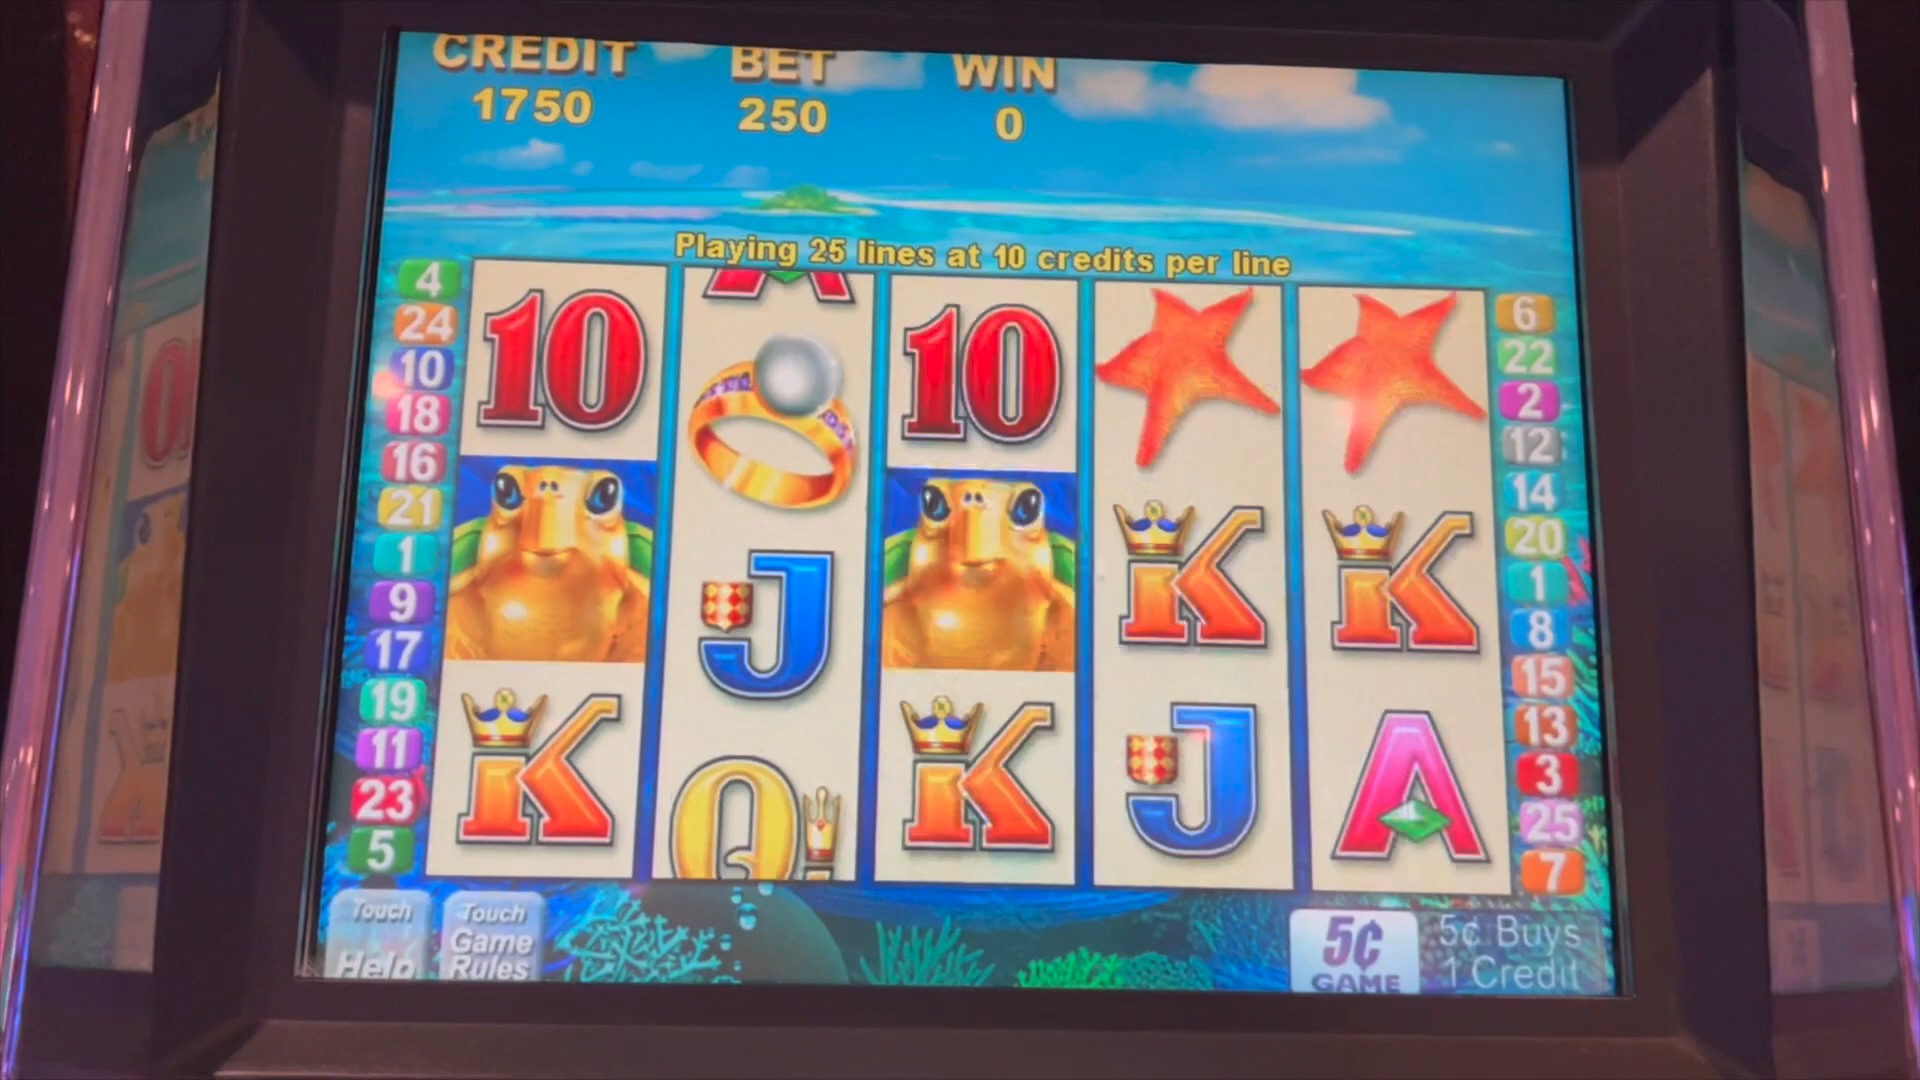 CREDIT BET WIN
1750 250 0
Playing 25 lines at 10 credits per line
4 6
24 22
10 2
18 12
16 14
21 20
1 1
9 8
17 15
19 13
11 3
23 25
5 7
10 10
K K
J
K K J A
Q
Touch Help
Touch Game Rules
5¢ GAME
5¢ Buys
1 Credit